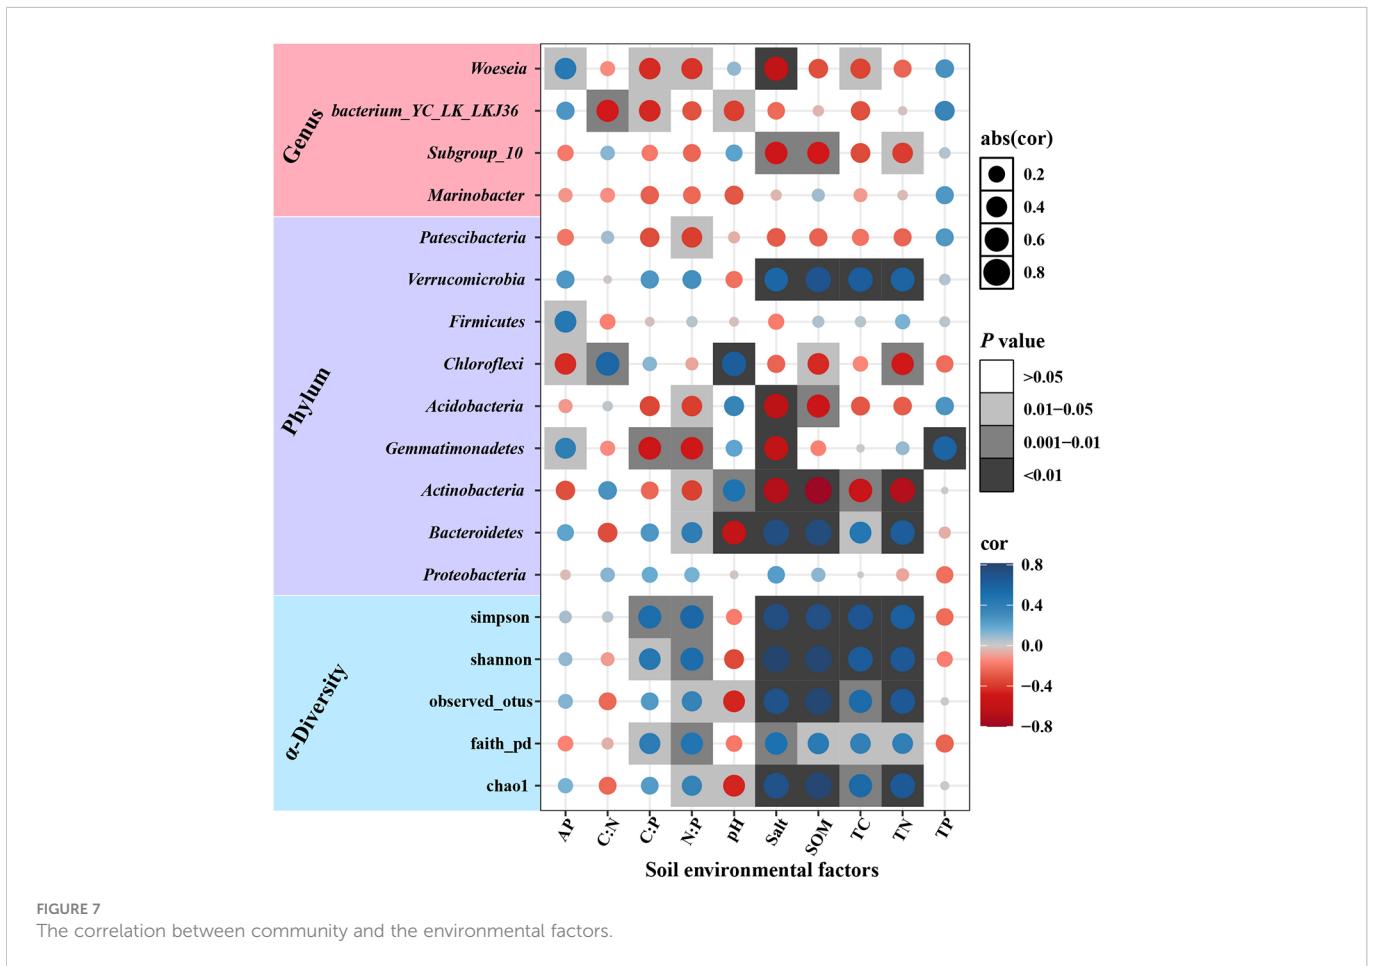 Genus
Woeseia
bacterium_YC_LK_LKJ36
Subgroup_10
Marinobacter
Phylum
Patescibacteria
Verrucomicrobia
Firmicutes
Chloroflexi
Acidobacteria
Gemmatimonadetes
Actinobacteria
Bacteroidetes
Proteobacteria
α-Diversity
simpson
shannon
observed_otus
faith_pd
chao1
AP C:N C:P N:P pH Salt SOM TC TN TP
Soil environmental factors
abs(cor)
0.2
0.4
0.6
0.8
P value
>0.05
0.01−0.05
0.001−0.01
<0.01
cor
0.8
0.4
0.0
−0.4
−0.8
FIGURE 7
The correlation between community and the environmental factors.